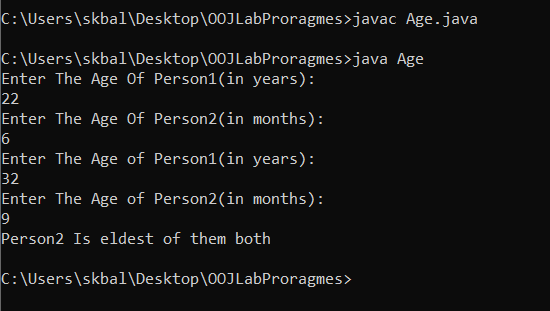 C:\Users\skbal\Desktop\OOJLabProragmes>javac Age.java
C:\Users\skbal\Desktop\OOJLabProragmes>java Age
Enter The Age Of Person1(in years):
22
Enter The Age Of Person2(in months):
6
Enter The Age of Person1(in years):
32
Enter The Age of Person2(in months):
9
Person2 Is eldest of them both
C:\Users\skbal\Desktop\OOJLabProragmes>